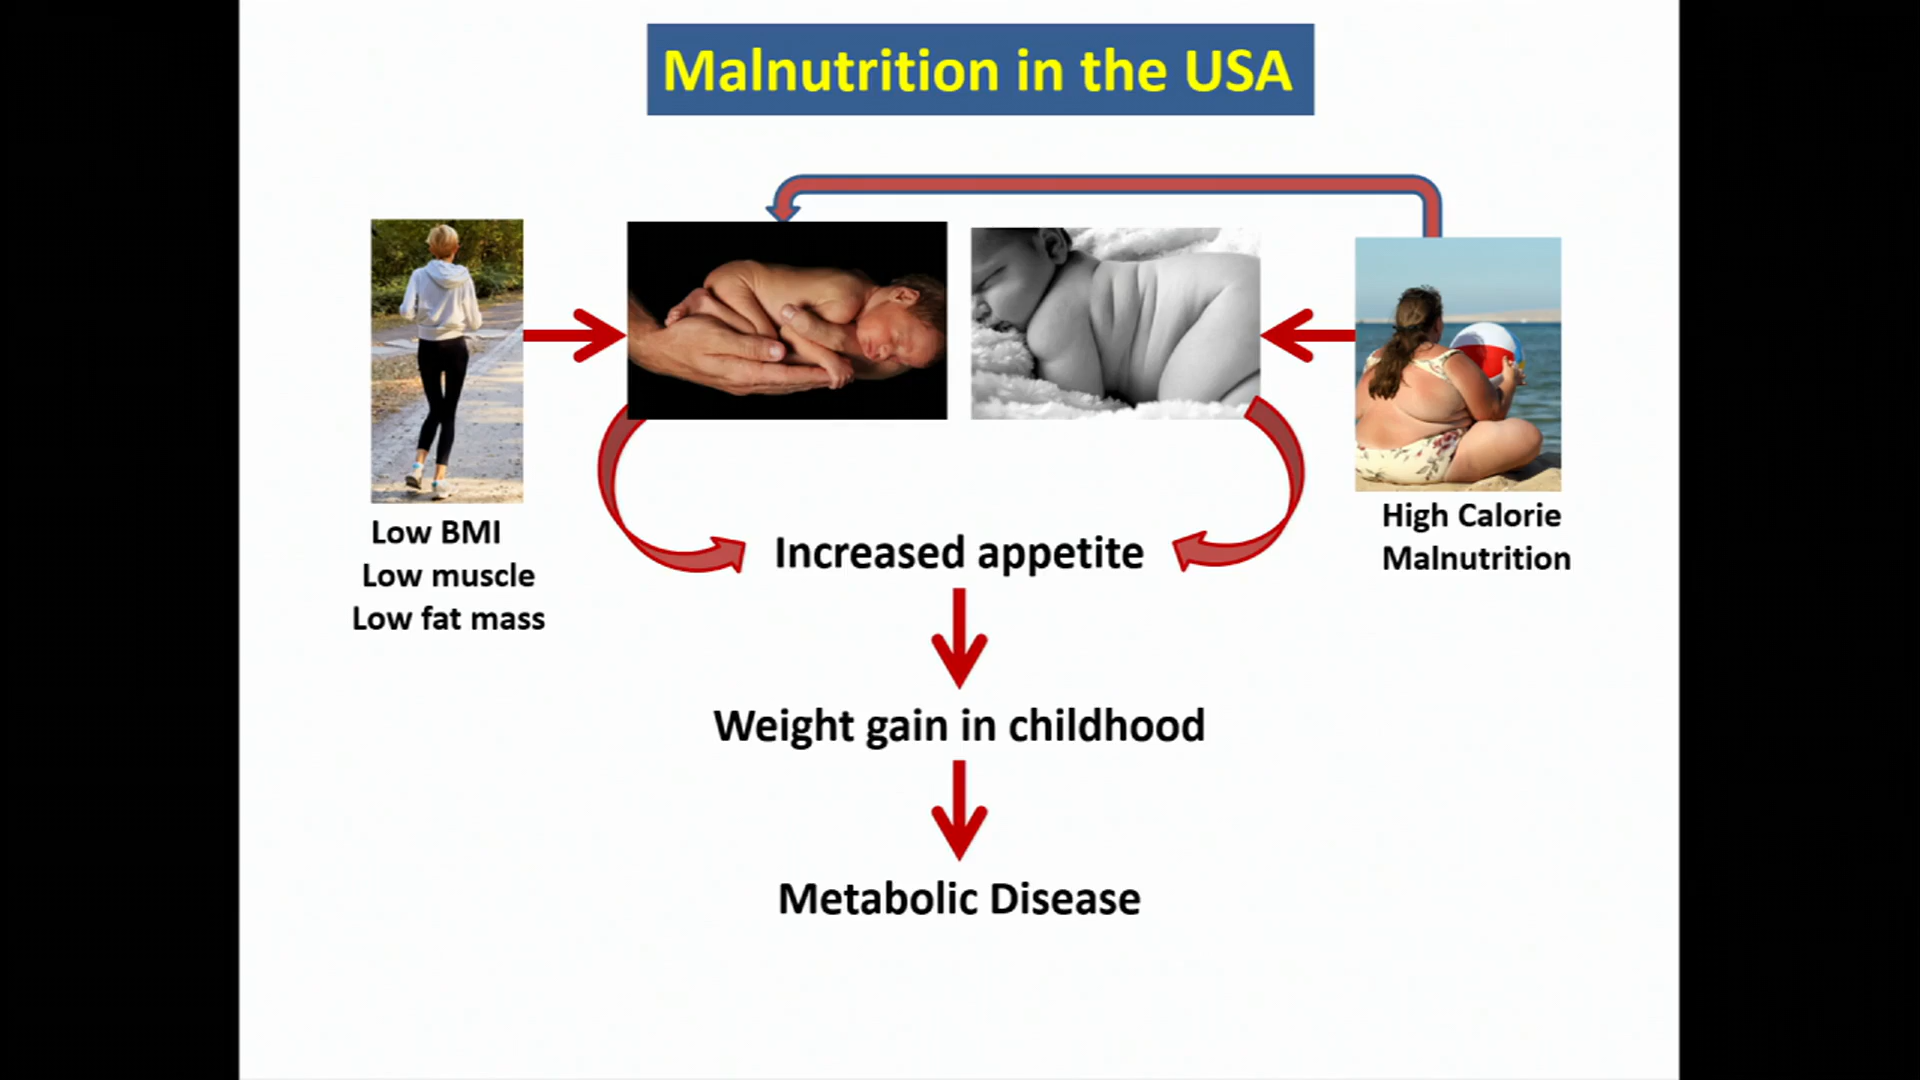 Malnutrition in the USA
Low BMI
Low muscle
Low fat mass
High Calorie
Malnutrition
Increased appetite
Weight gain in childhood
Metabolic Disease